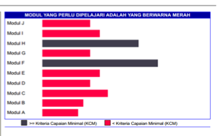 MODUL YANG PERLU DIPELAJARI ADALAH YANG BERWARNA MERAH
Modul J
Modul I
Modul H
Modul G
Modul F
Modul E
Modul D
Modul C
Modul B
Modul A
>= Kriteria Capaian Minimal (KCM)
< Kriteria Capaian Minimal (KCM)